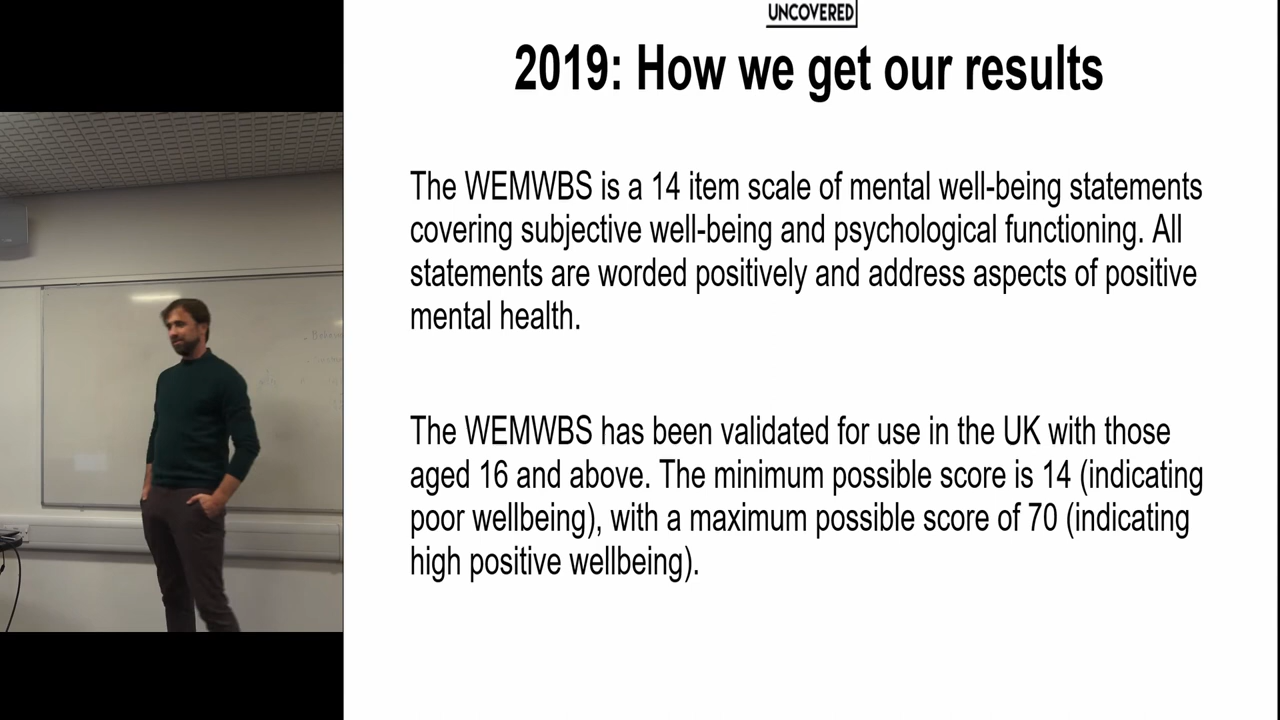 UNCOVERED
2019: How we get our results
The WEMWBS is a 14 item scale of mental well-being statements
covering subjective well-being and psychological functioning. All
statements are worded positively and address aspects of positive
mental health.
The WEMWBS has been validated for use in the UK with those
aged 16 and above. The minimum possible score is 14 (indicating
poor wellbeing), with a maximum possible score of 70 (indicating
high positive wellbeing).